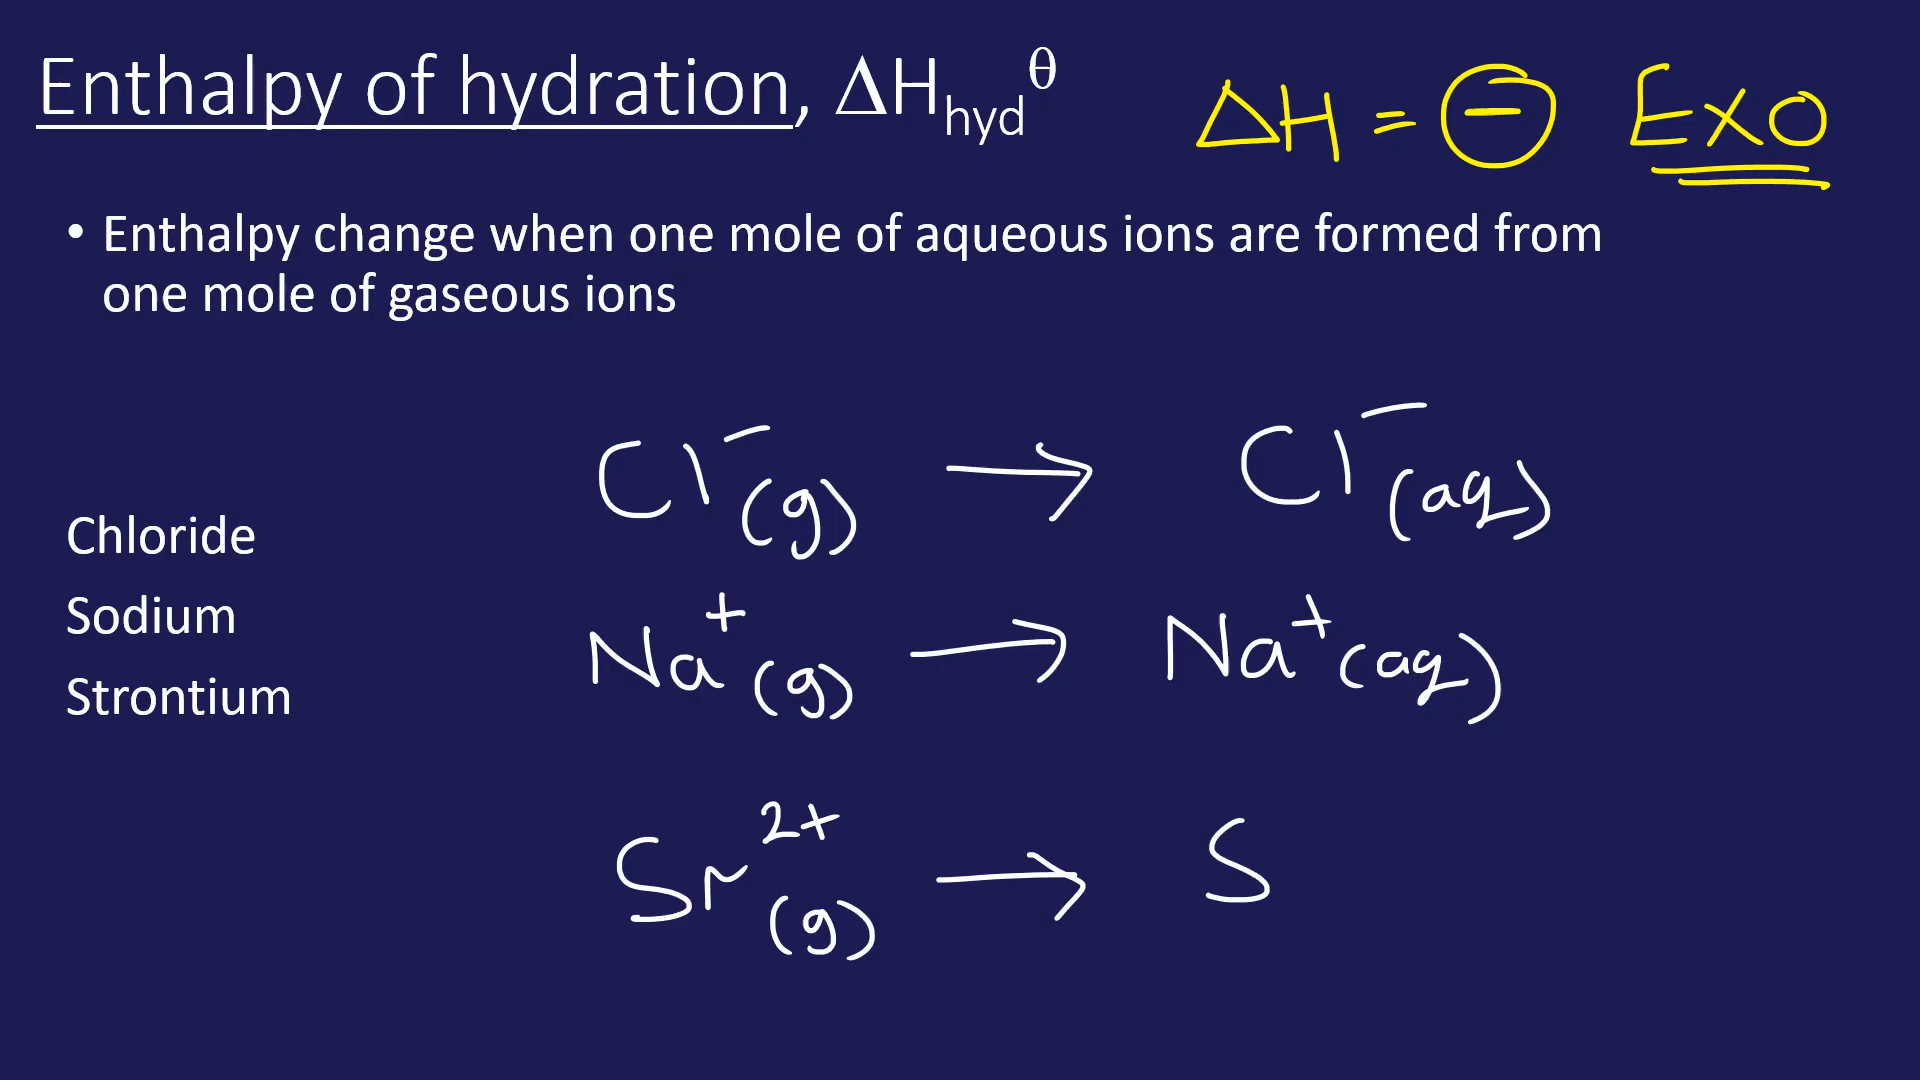 Enthalpy of hydration, ΔHhyd^θ ΔH = ⊖ Exo
• Enthalpy change when one mole of aqueous ions are formed from
one mole of gaseous ions
Cl⁻(g) → Cl⁻(aq)
Chloride
Sodium
Na⁺(g) → Na⁺(aq)
Strontium
Sr²⁺(g) → S